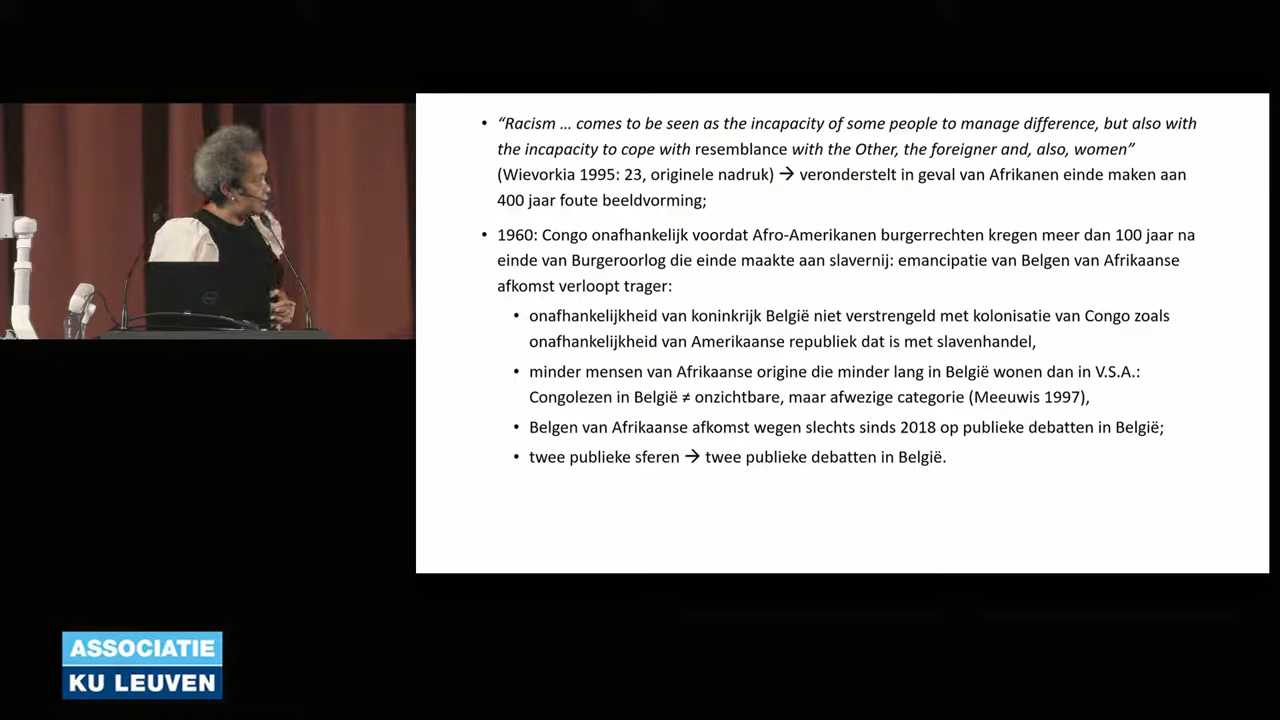 • “Racism … comes to be seen as the incapacity of some people to manage difference, but also with
the incapacity to cope with resemblance with the Other, the foreigner and, also, women”
(Wievorkia 1995: 23, originele nadruk) → veronderstelt in geval van Afrikanen einde maken aan
400 jaar foute beeldvorming;
• 1960: Congo onafhankelijk voordat Afro-Amerikanen burgerrechten kregen meer dan 100 jaar na
einde van Burgeroorlog die einde maakte aan slavernij: emancipatie van Belgen van Afrikaanse
afkomst verloopt trager:
• onafhankelijkheid van koninkrijk België niet verstrengeld met kolonisatie van Congo zoals
onafhankelijkheid van Amerikaanse republiek dat is met slavenhandel,
• minder mensen van Afrikaanse origine die minder lang in België wonen dan in V.S.A.:
Congolezen in België ≠ onzichtbare, maar afwezige categorie (Meeuwis 1997),
• Belgen van Afrikaanse afkomst wegen slechts sinds 2018 op publieke debatten in België;
• twee publieke sferen → twee publieke debatten in België.
ASSOCIATIE
KU LEUVEN